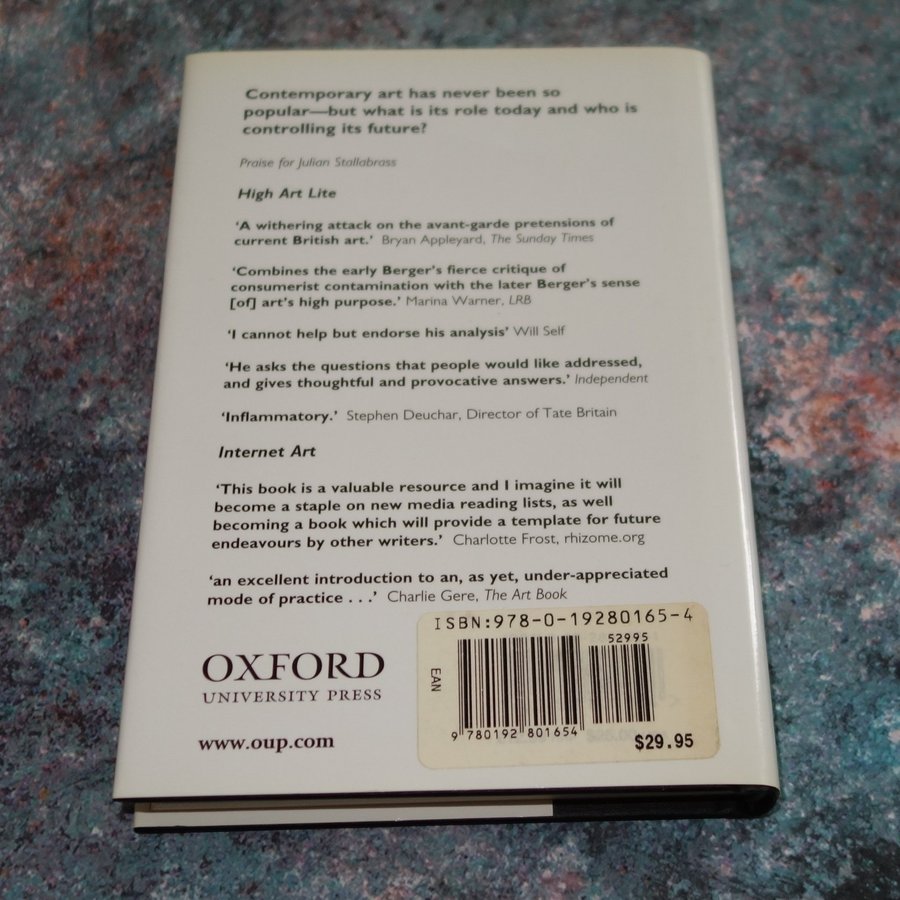 Contemporary art has never been so
popular—but what is its role today and who is
controlling its future?
Praise for Julian Stallabrass
High Art Lite
‘A withering attack on the avant-garde pretensions of
current British art.’ Bryan Appleyard, The Sunday Times
‘Combines the early Berger’s fierce critique of
consumerist contamination with the later Berger’s sense
[of] art’s high purpose.’ Marina Warner, LRB
‘I cannot help but endorse his analysis’ Will Self
‘He asks the questions that people would like addressed,
and gives thoughtful and provocative answers.’ Independent
‘Inflammatory.’ Stephen Deuchar, Director of Tate Britain
Internet Art
‘This book is a valuable resource and I imagine it will
become a staple on new media reading lists, as well
becoming a book which will provide a template for future
endeavours by other writers.’ Charlotte Frost, rhizome.org
‘an excellent introduction to an, as yet, under-appreciated
mode of practice . . .’ Charlie Gere, The Art Book
OXFORD
UNIVERSITY PRESS
www.oup.com
ISBN:978-0-19280165-4
52995
EAN
9 780192 801654
$29.95